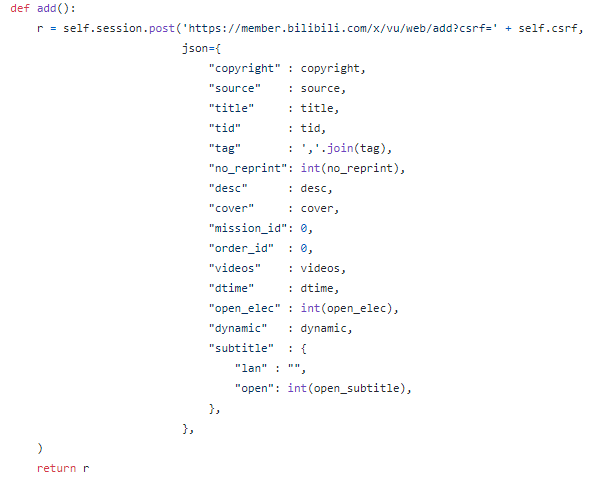 def add():
    r = self.session.post('https://member.bilibili.com/x/vu/web/add?csrf=' + self.csrf,
                          json={
                              "copyright" : copyright,
                              "source"    : source,
                              "title"     : title,
                              "tid"       : tid,
                              "tag"       : ','.join(tag),
                              "no_reprint": int(no_reprint),
                              "desc"      : desc,
                              "cover"     : cover,
                              "mission_id": 0,
                              "order_id"  : 0,
                              "videos"    : videos,
                              "dtime"     : dtime,
                              "open_elec" : int(open_elec),
                              "dynamic"   : dynamic,
                              "subtitle"  : {
                                  "lan" : "",
                                  "open": int(open_subtitle),
                              },
                          },
    )
    return r